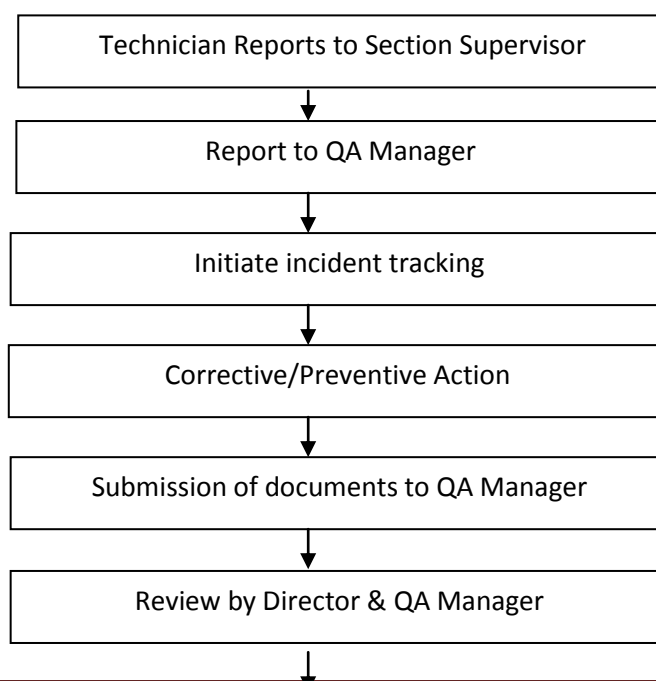 Technician Reports to Section Supervisor
Report to QA Manager
Initiate incident tracking
Corrective/Preventive Action
Submission of documents to QA Manager
Review by Director & QA Manager